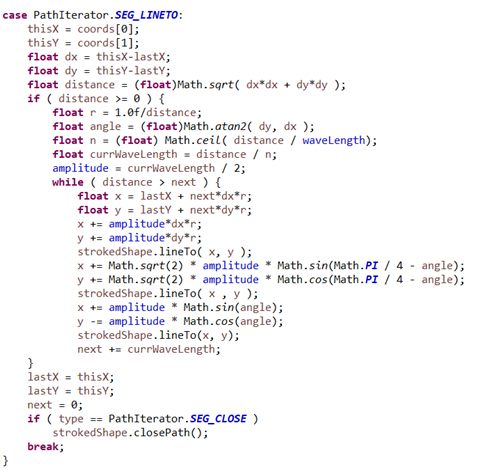 case PathIterator.SEG_LINETO:
    thisX = coords[0];
    thisY = coords[1];
    float dx = thisX-lastX;
    float dy = thisY-lastY;
    float distance = (float)Math.sqrt( dx*dx + dy*dy );
    if ( distance >= 0 ) {
        float r = 1.0f/distance;
        float angle = (float)Math.atan2( dy, dx );
        float n = (float) Math.ceil( distance / waveLength);
        float currWaveLength = distance / n;
        amplitude = currWaveLength / 2;
        while ( distance > next ) {
            float x = lastX + next*dx*r;
            float y = lastY + next*dy*r;
            x += amplitude*dx*r;
            y += amplitude*dy*r;
            strokedShape.lineTo( x, y );
            x += Math.sqrt(2) * amplitude * Math.sin(Math.PI / 4 - angle);
            y += Math.sqrt(2) * amplitude * Math.cos(Math.PI / 4 - angle);
            strokedShape.lineTo( x , y );
            x += amplitude * Math.sin(angle);
            y -= amplitude * Math.cos(angle);
            strokedShape.lineTo(x, y);
            next += currWaveLength;
    }
    lastX = thisX;
    lastY = thisY;
    next = 0;
    if ( type == PathIterator.SEG_CLOSE )
        strokedShape.closePath();
    break;
}